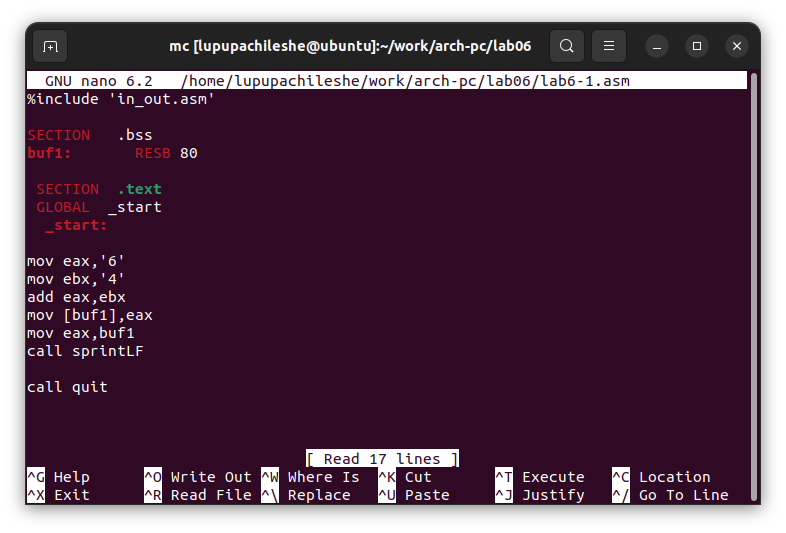 mc [lupupachileshe@ubuntu]:~/work/arch-pc/lab06
GNU nano 6.2   /home/lupupachileshe/work/arch-pc/lab06/lab6-1.asm
%include 'in_out.asm'
SECTION   .bss
buf1:       RESB 80
SECTION  .text
GLOBAL  _start
_start:
mov eax,'6'
mov ebx,'4'
add eax,ebx
mov [buf1],eax
mov eax,buf1
call sprintLF
call quit
[ Read 17 lines ]
^G Help      ^O Write Out ^W Where Is  ^K Cut       ^T Execute   ^C Location
^X Exit      ^R Read File ^\ Replace   ^U Paste     ^J Justify   ^/ Go To Line